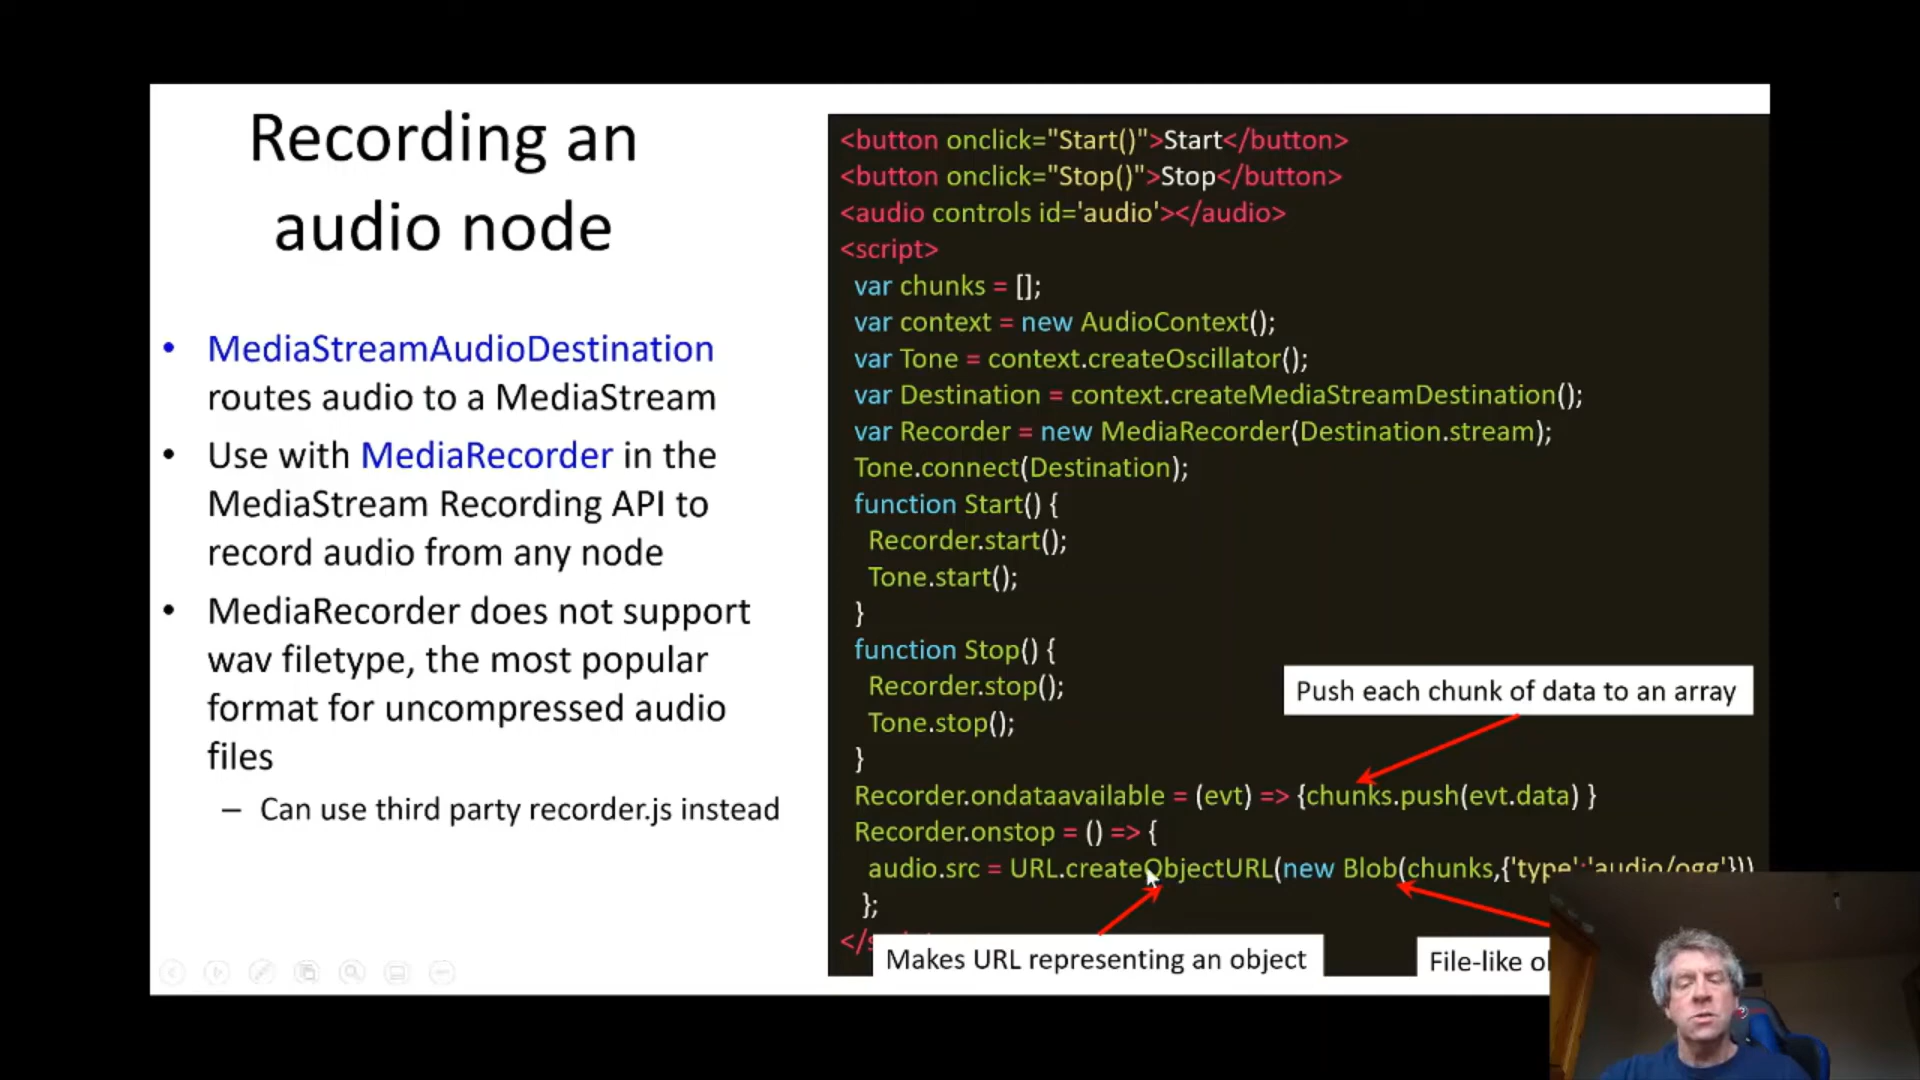 Recording an
audio node
• MediaStreamAudioDestination
routes audio to a MediaStream
• Use with MediaRecorder in the
MediaStream Recording API to
record audio from any node
• MediaRecorder does not support
wav filetype, the most popular
format for uncompressed audio
files
– Can use third party recorder.js instead
<button onclick="Start()">Start</button>
<button onclick="Stop()">Stop</button>
<audio controls id='audio'></audio>
<script>
var chunks = [];
var context = new AudioContext();
var Tone = context.createOscillator();
var Destination = context.createMediaStreamDestination();
var Recorder = new MediaRecorder(Destination.stream);
Tone.connect(Destination);
function Start() {
Recorder.start();
Tone.start();
}
function Stop() {
Recorder.stop();
Tone.stop();
}
Push each chunk of data to an array
Recorder.ondataavailable = (evt) => {chunks.push(evt.data) }
Recorder.onstop = () => {
audio.src = URL.createObjectURL(new Blob(chunks,{'type':'audio/ogg'}))
};
Makes URL representing an object
File-like